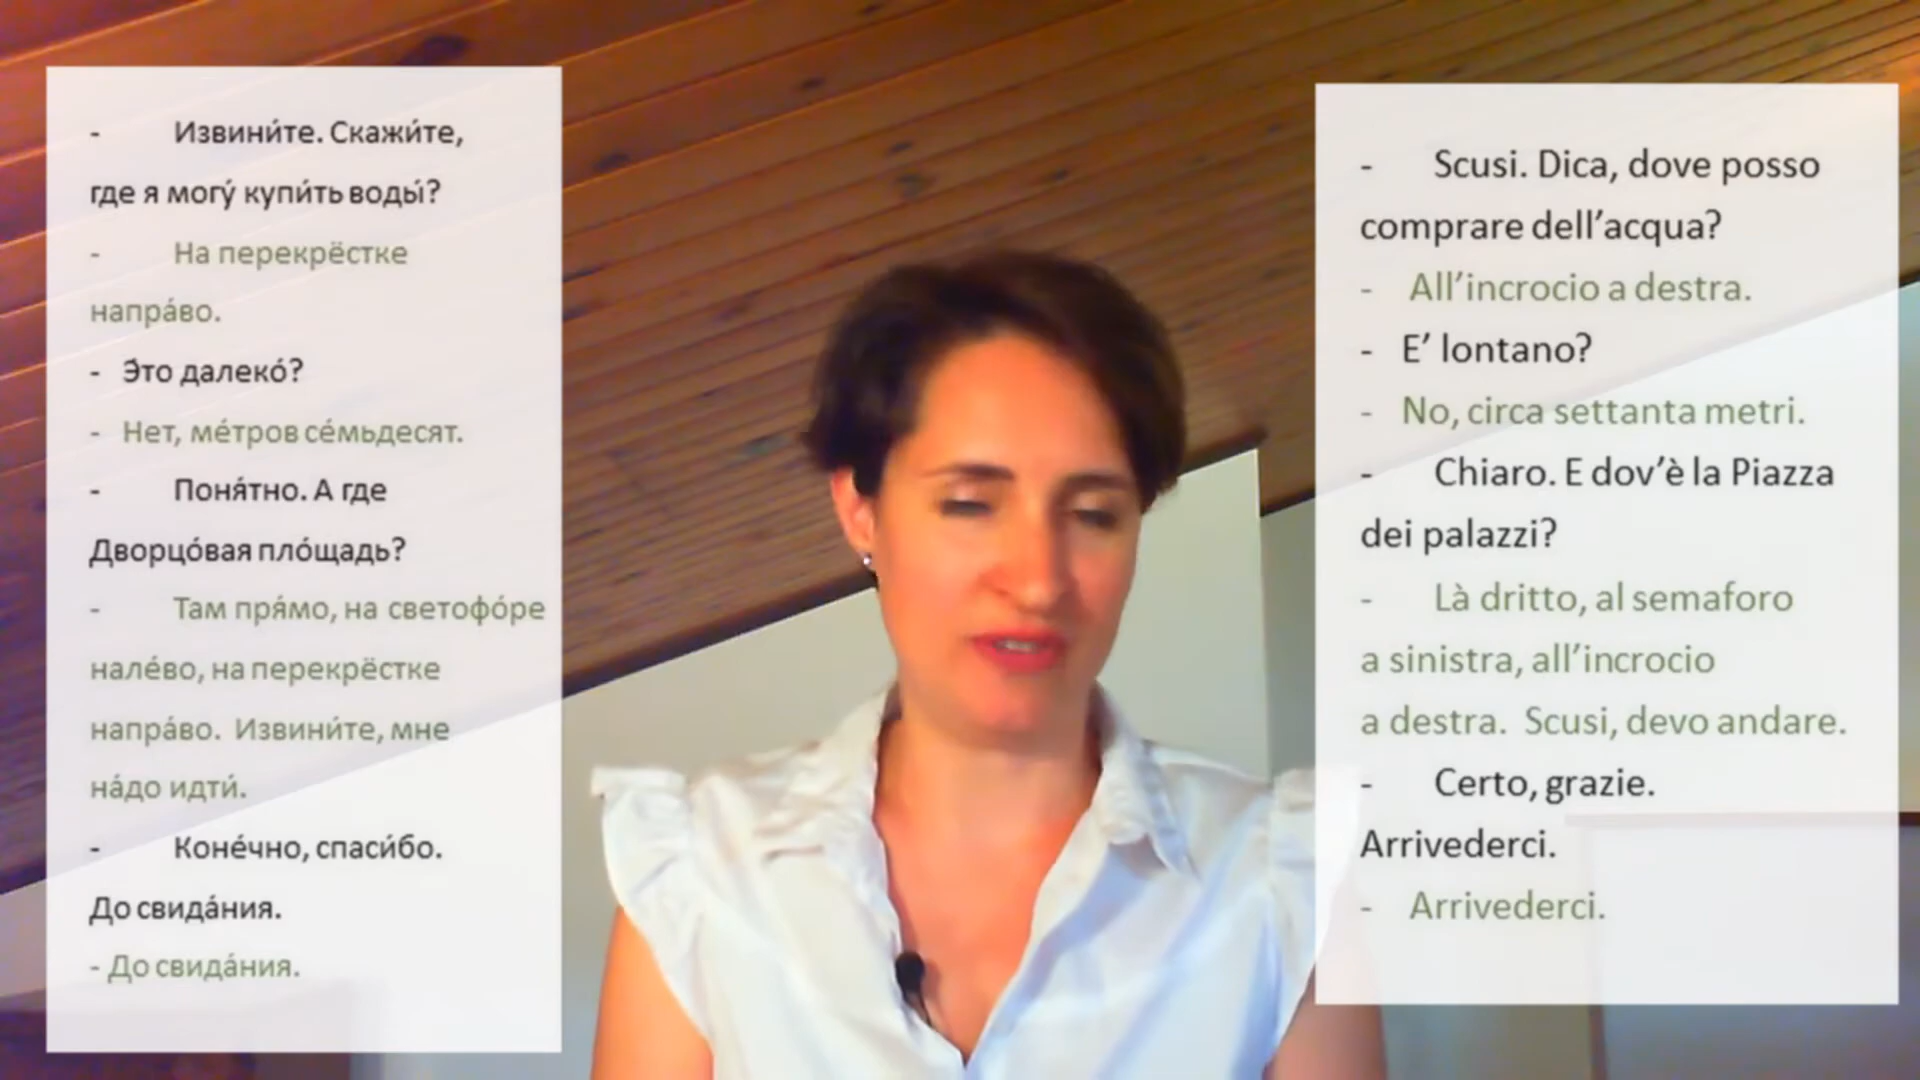 - Извини́те. Скажи́те,
где я могу́ купи́ть воды́?
- На перекрёстке
напра́во.
- Э́то далеко́?
- Нет, ме́тров се́мьдесят.
- Поня́тно. А где
Дворцо́вая пло́щадь?
- Там пря́мо, на светофо́ре
нале́во, на перекрёстке
напра́во. Извини́те, мне
на́до идти́.
- Коне́чно, спаси́бо.
До свида́ния.
- До свида́ния.
- Scusi. Dica, dove posso
comprare dell’acqua?
- All’incrocio a destra.
- E’ lontano?
- No, circa settanta metri.
- Chiaro. E dov’è la Piazza
dei palazzi?
- Là dritto, al semaforo
a sinistra, all’incrocio
a destra. Scusi, devo andare.
- Certo, grazie.
Arrivederci.
- Arrivederci.